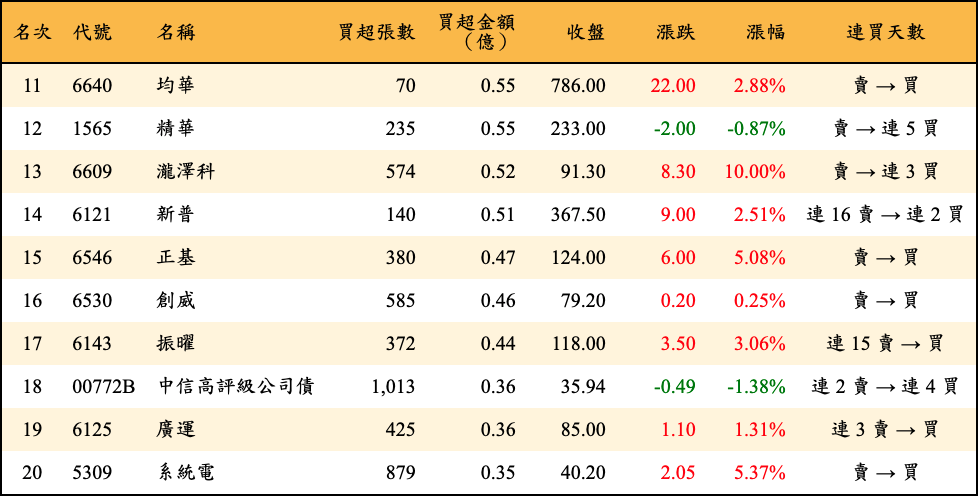 名次 代號 名稱 買超張數 買超金額（億） 收盤 漲跌 漲幅 連買天數
11 6640 均華 70 0.55 786.00 22.00 2.88% 賣 → 買
12 1565 精華 235 0.55 233.00 -2.00 -0.87% 賣 → 連 5 買
13 6609 瀧澤科 574 0.52 91.30 8.30 10.00% 賣 → 連 3 買
14 6121 新普 140 0.51 367.50 9.00 2.51% 連 16 賣 → 連 2 買
15 6546 正基 380 0.47 124.00 6.00 5.08% 賣 → 買
16 6530 創威 585 0.46 79.20 0.20 0.25% 賣 → 買
17 6143 振曜 372 0.44 118.00 3.50 3.06% 連 15 賣 → 買
18 00772B 中信高評級公司債 1,013 0.36 35.94 -0.49 -1.38% 連 2 賣 → 連 4 買
19 6125 廣運 425 0.36 85.00 1.10 1.31% 連 3 賣 → 買
20 5309 系統電 879 0.35 40.20 2.05 5.37% 賣 → 買